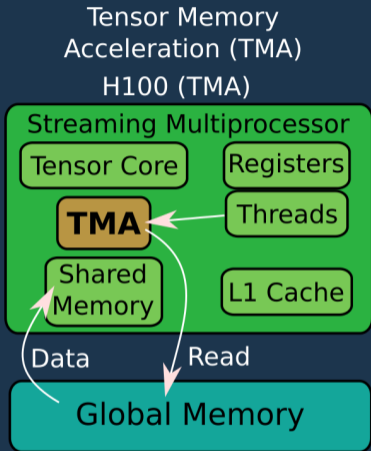 Tensor Memory
Acceleration (TMA)
H100 (TMA)
Streaming Multiprocessor
Tensor Core
Registers
TMA
Threads
Shared
Memory
L1 Cache
Data
Read
Global Memory